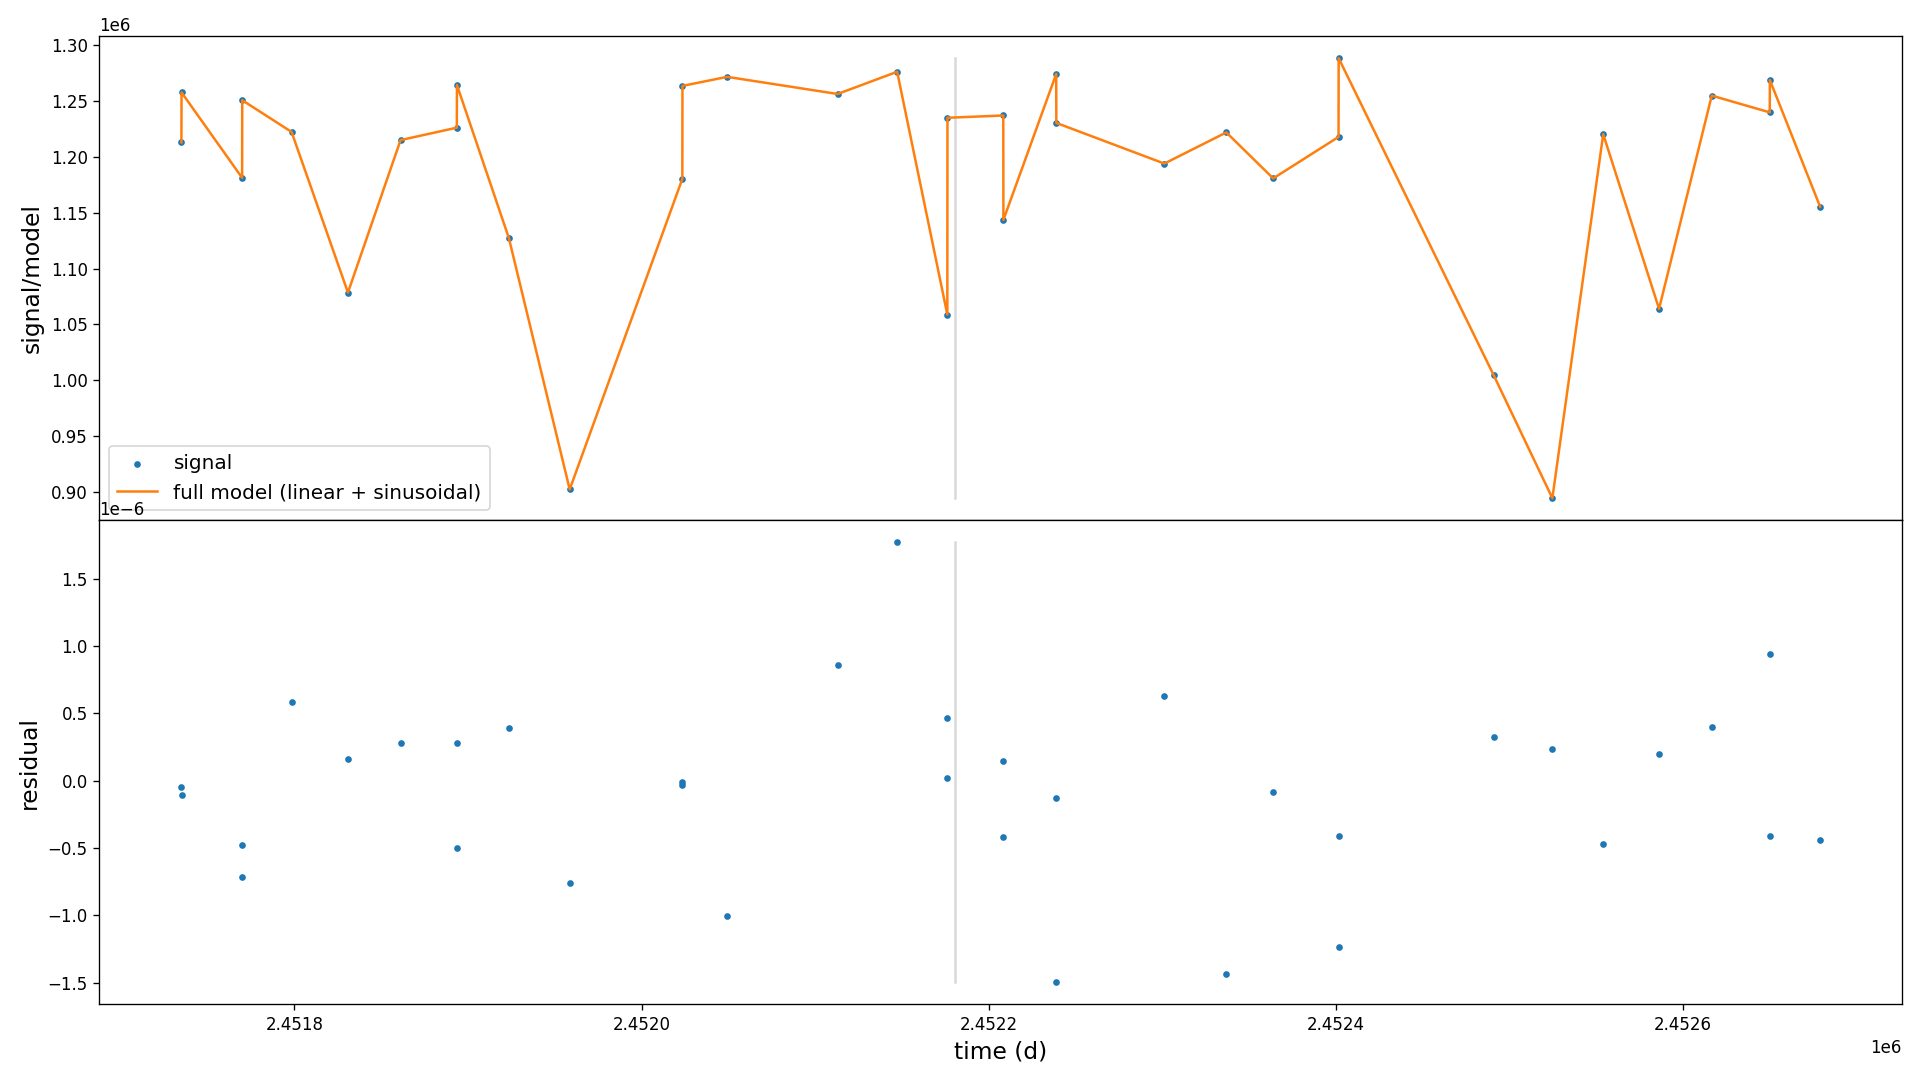 1e6
1.30
1.25
1.20
1.15
1.10
1.05
1.00
0.95
0.90
signal/model
signal
full model (linear + sinusoidal)
1e−6
1.5
1.0
0.5
0.0
−0.5
−1.0
−1.5
residual
2.4518
2.4520
2.4522
2.4524
2.4526
time (d)
1e6